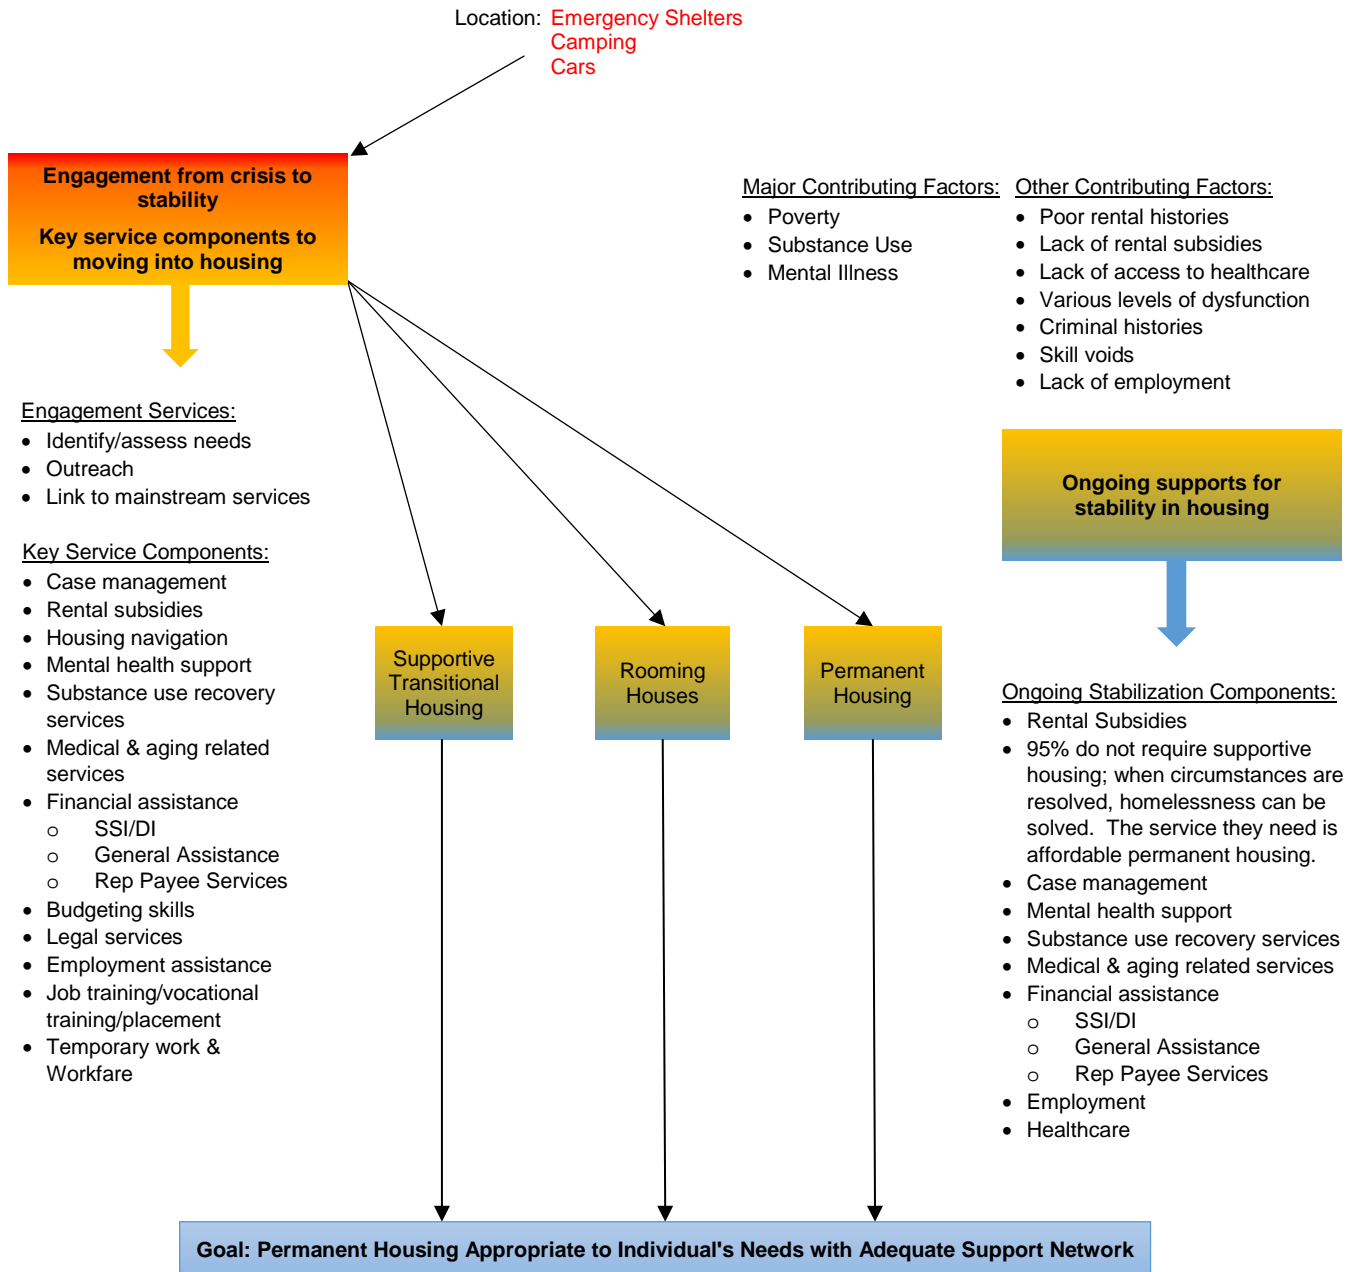 Location: Emergency Shelters
Camping
Cars
Engagement from crisis to
stability
Key service components to
moving into housing
Major Contributing Factors:
• Poverty
• Substance Use
• Mental Illness
Other Contributing Factors:
• Poor rental histories
• Lack of rental subsidies
• Lack of access to healthcare
• Various levels of dysfunction
• Criminal histories
• Skill voids
• Lack of employment
Engagement Services:
• Identify/assess needs
• Outreach
• Link to mainstream services
Key Service Components:
• Case management
• Rental subsidies
• Housing navigation
• Mental health support
• Substance use recovery
services
• Medical & aging related
services
• Financial assistance
o SSI/DI
o General Assistance
o Rep Payee Services
• Budgeting skills
• Legal services
• Employment assistance
• Job training/vocational
training/placement
• Temporary work &
Workfare
Supportive
Transitional
Housing
Rooming
Houses
Permanent
Housing
Ongoing supports for
stability in housing
Ongoing Stabilization Components:
• Rental Subsidies
• 95% do not require supportive
housing; when circumstances are
resolved, homelessness can be
solved.  The service they need is
affordable permanent housing.
• Case management
• Mental health support
• Substance use recovery services
• Medical & aging related services
• Financial assistance
o SSI/DI
o General Assistance
o Rep Payee Services
• Employment
• Healthcare
Goal: Permanent Housing Appropriate to Individual's Needs with Adequate Support Network